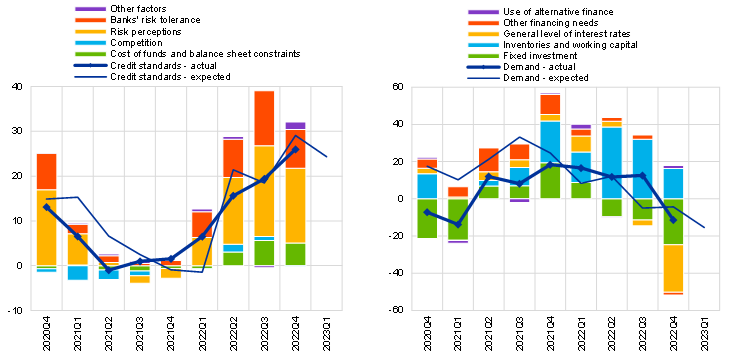 Other factors
Banks' risk tolerance
Risk perceptions
Competition
Cost of funds and balance sheet constraints
Credit standards - actual
Credit standards - expected
40
30
20
10
0
-10
2020Q4
2021Q1
2021Q2
2021Q3
2021Q4
2022Q1
2022Q2
2022Q3
2022Q4
2023Q1
Use of alternative finance
Other financing needs
General level of interest rates
Inventories and working capital
Fixed investment
Demand - actual
Demand - expected
60
40
20
0
-20
-40
-60
2020Q4
2021Q1
2021Q2
2021Q3
2021Q4
2022Q1
2022Q2
2022Q3
2022Q4
2023Q1